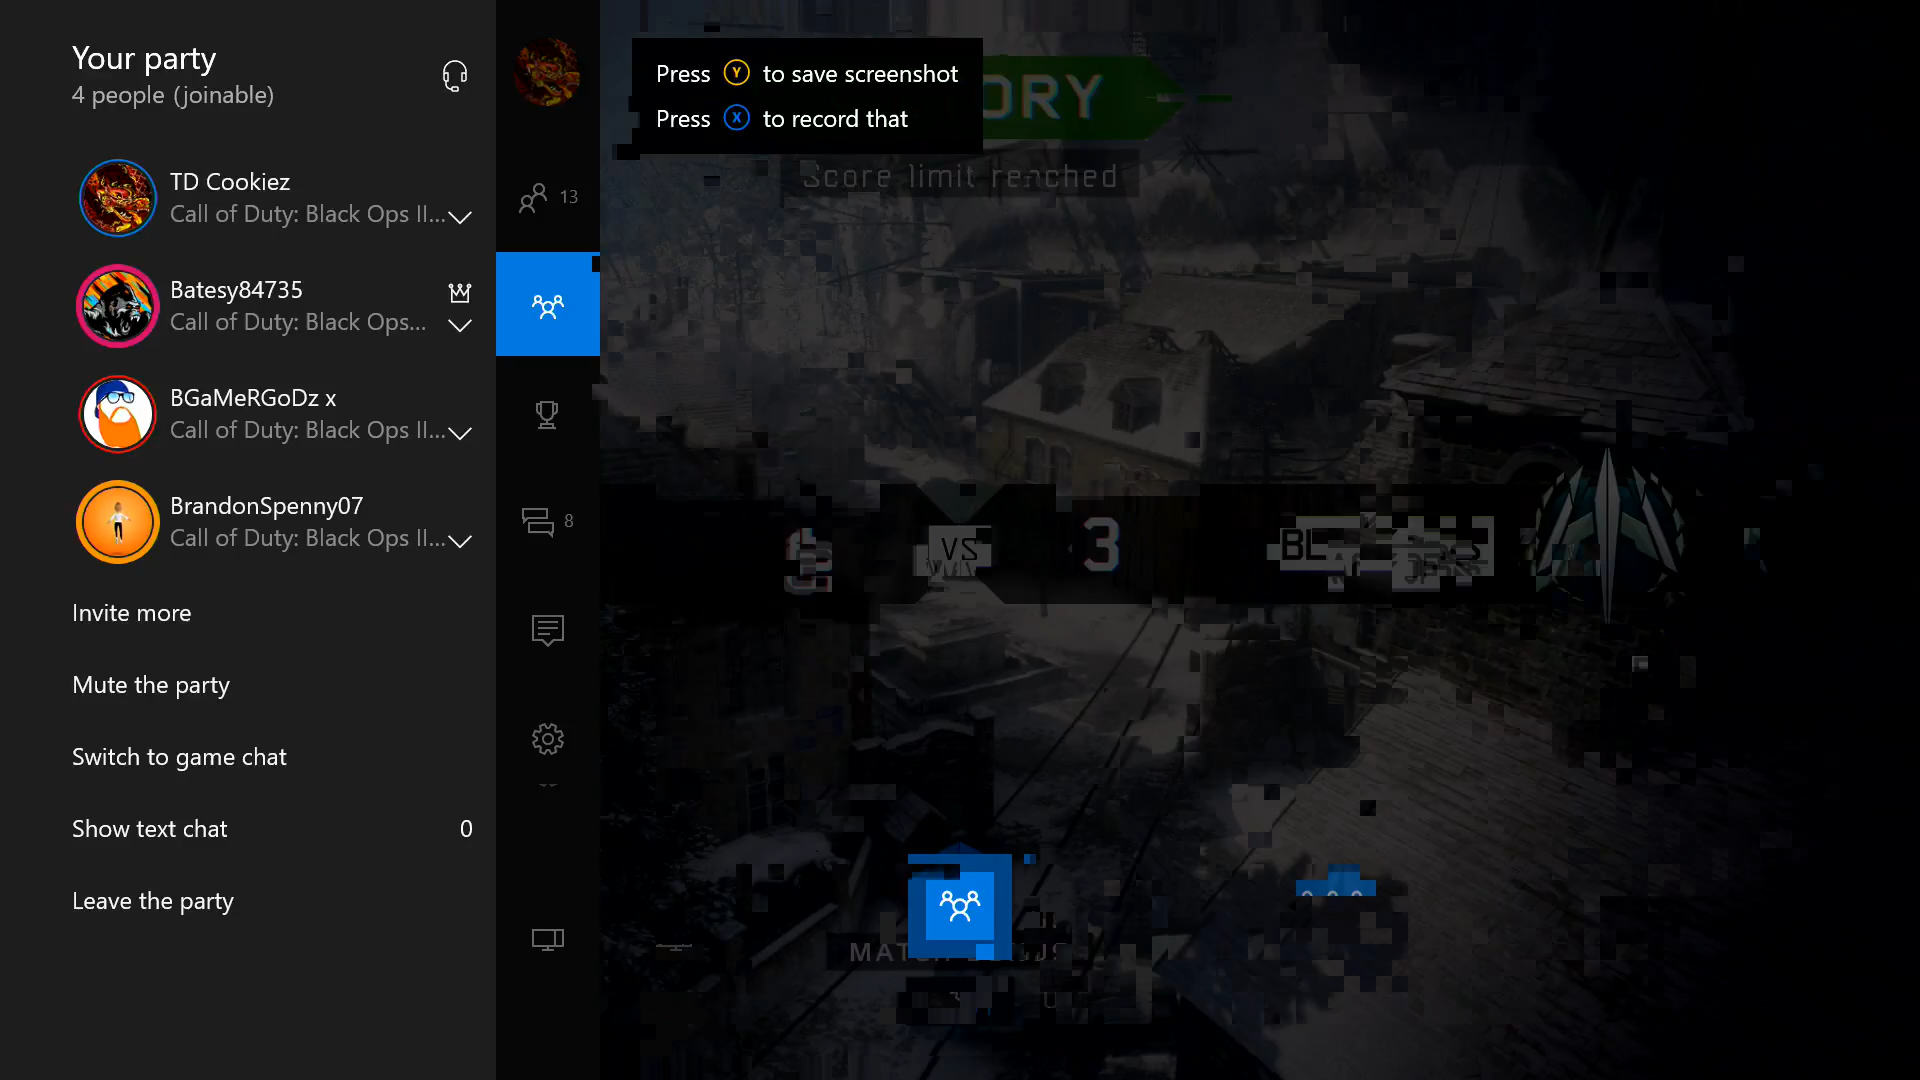 Your party
4 people (joinable)
TD Cookiez
Call of Duty: Black Ops II...
Batesy84735
Call of Duty: Black Ops...
BGaMeRGoDz x
Call of Duty: Black Ops II...
BrandonSpenny07
Call of Duty: Black Ops II...
Invite more
Mute the party
Switch to game chat
Show text chat 0
Leave the party
13
8
Press Y to save screenshot
Press X to record that
ORY
Score limit reached
VS
3
BL
MAT